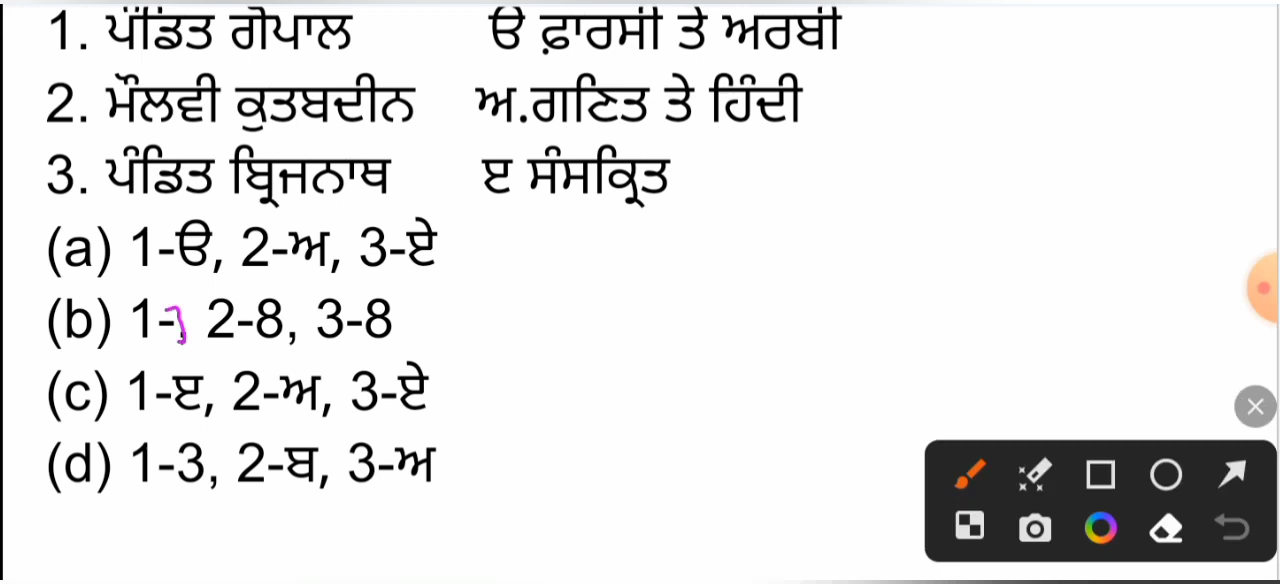 1. ਪੰਡਿਤ ਗੋਪਾਲ ੳ ਫ਼ਾਰਸੀ ਤੇ ਅਰਬੀ
2. ਮੌਲਵੀ ਕੁਤਬਦੀਨ ਅ.ਗਣਿਤ ਤੇ ਹਿੰਦੀ
3. ਪੰਡਿਤ ਬ੍ਰਿਜਨਾਥ ੲ ਸੰਸਕ੍ਰਿਤ
(a) 1-ੳ, 2-ਅ, 3-ਏ
(b) 1- 2-8, 3-8
(c) 1-ੲ, 2-ਅ, 3-ਏ
(d) 1-3, 2-ਬ, 3-ਅ